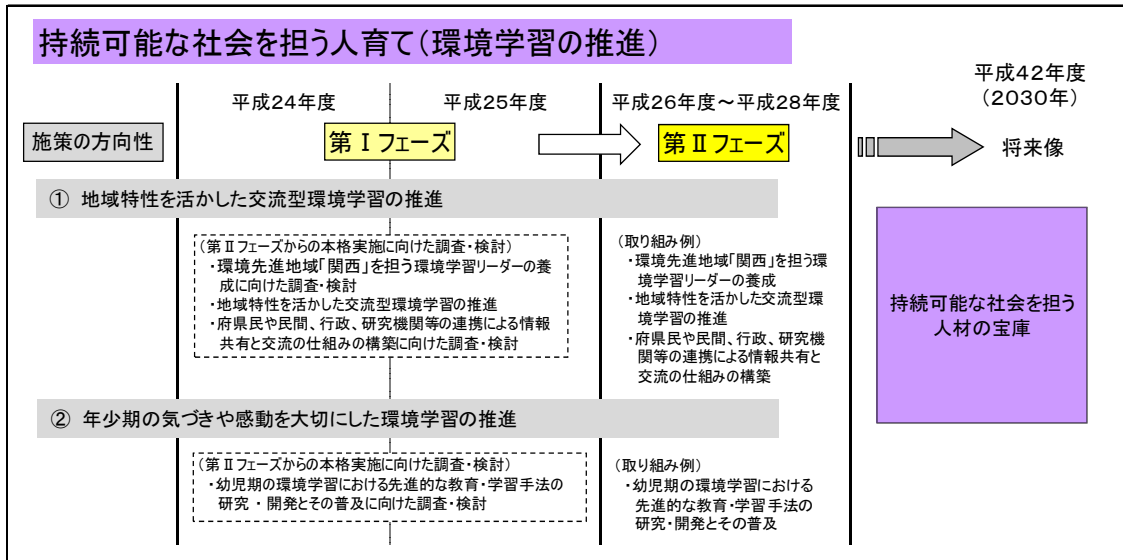 持続可能な社会を担う人育て(環境学習の推進)
平成42年度
(2030年)
平成24年度
平成25年度
平成26年度～平成28年度
施策の方向性
第Ⅰフェーズ
第Ⅱフェーズ
将来像
① 地域特性を活かした交流型環境学習の推進
(第Ⅱフェーズからの本格実施に向けた調査・検討)
・環境先進地域「関西」を担う環境学習リーダーの養
成に向けた調査・検討
・地域特性を活かした交流型環境学習の推進
・府県民や民間、行政、研究機関等の連携による情報
共有と交流の仕組みの構築に向けた調査・検討
(取り組み例)
・環境先進地域「関西」を担う環
境学習リーダーの養成
・地域特性を活かした交流型環
境学習の推進
・府県民や民間、行政、研究機
関等の連携による情報共有と
交流の仕組みの構築
持続可能な社会を担う
人材の宝庫
② 年少期の気づきや感動を大切にした環境学習の推進
(第Ⅱフェーズからの本格実施に向けた調査・検討)
・幼児期の環境学習における先進的な教育・学習手法の
研究・開発とその普及に向けた調査・検討
(取り組み例)
・幼児期の環境学習における
先進的な教育・学習手法の
研究・開発とその普及